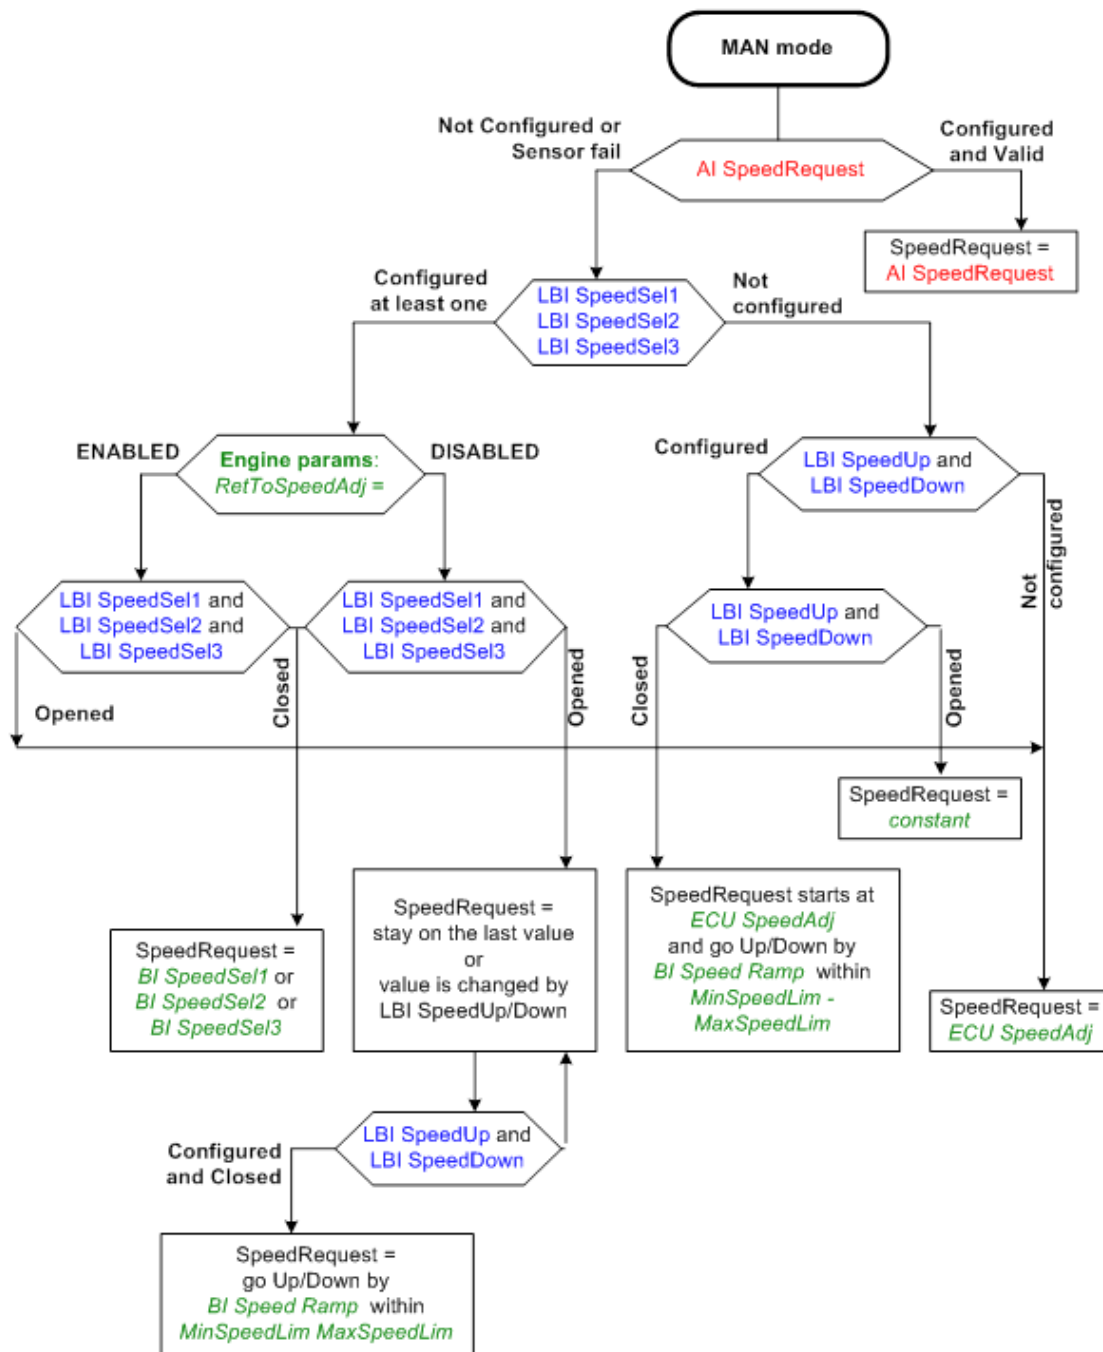 MAN mode
Not Configured or
Sensor fail
Configured
and Valid
AI SpeedRequest
SpeedRequest =
AI SpeedRequest
Configured
at least one
Not
configured
LBI SpeedSel1
LBI SpeedSel2
LBI SpeedSel3
ENABLED
DISABLED
Engine params:
RetToSpeedAdj =
Configured
LBI SpeedUp and
LBI SpeedDown
Not
configured
LBI SpeedSel1 and
LBI SpeedSel2 and
LBI SpeedSel3
LBI SpeedSel1 and
LBI SpeedSel2 and
LBI SpeedSel3
LBI SpeedUp and
LBI SpeedDown
Opened
Closed
Opened
Closed
Opened
SpeedRequest =
constant
SpeedRequest =
BI SpeedSel1 or
BI SpeedSel2 or
BI SpeedSel3
SpeedRequest =
stay on the last value
or
value is changed by
LBI SpeedUp/Down
SpeedRequest starts at
ECU SpeedAdj
and go Up/Down by
BI Speed Ramp within
MinSpeedLim -
MaxSpeedLim
SpeedRequest =
ECU SpeedAdj
LBI SpeedUp and
LBI SpeedDown
Configured
and Closed
SpeedRequest =
go Up/Down by
BI Speed Ramp within
MinSpeedLim MaxSpeedLim